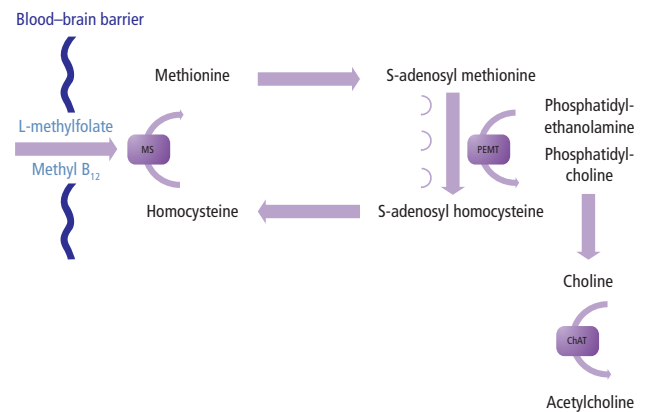 Blood–brain barrier
Methionine
S-adenosyl methionine
Phosphatidyl-
ethanolamine
L-methylfolate
MS
PEMT
Phosphatidyl-
choline
Methyl B₁₂
Homocysteine
S-adenosyl homocysteine
Choline
ChAT
Acetylcholine